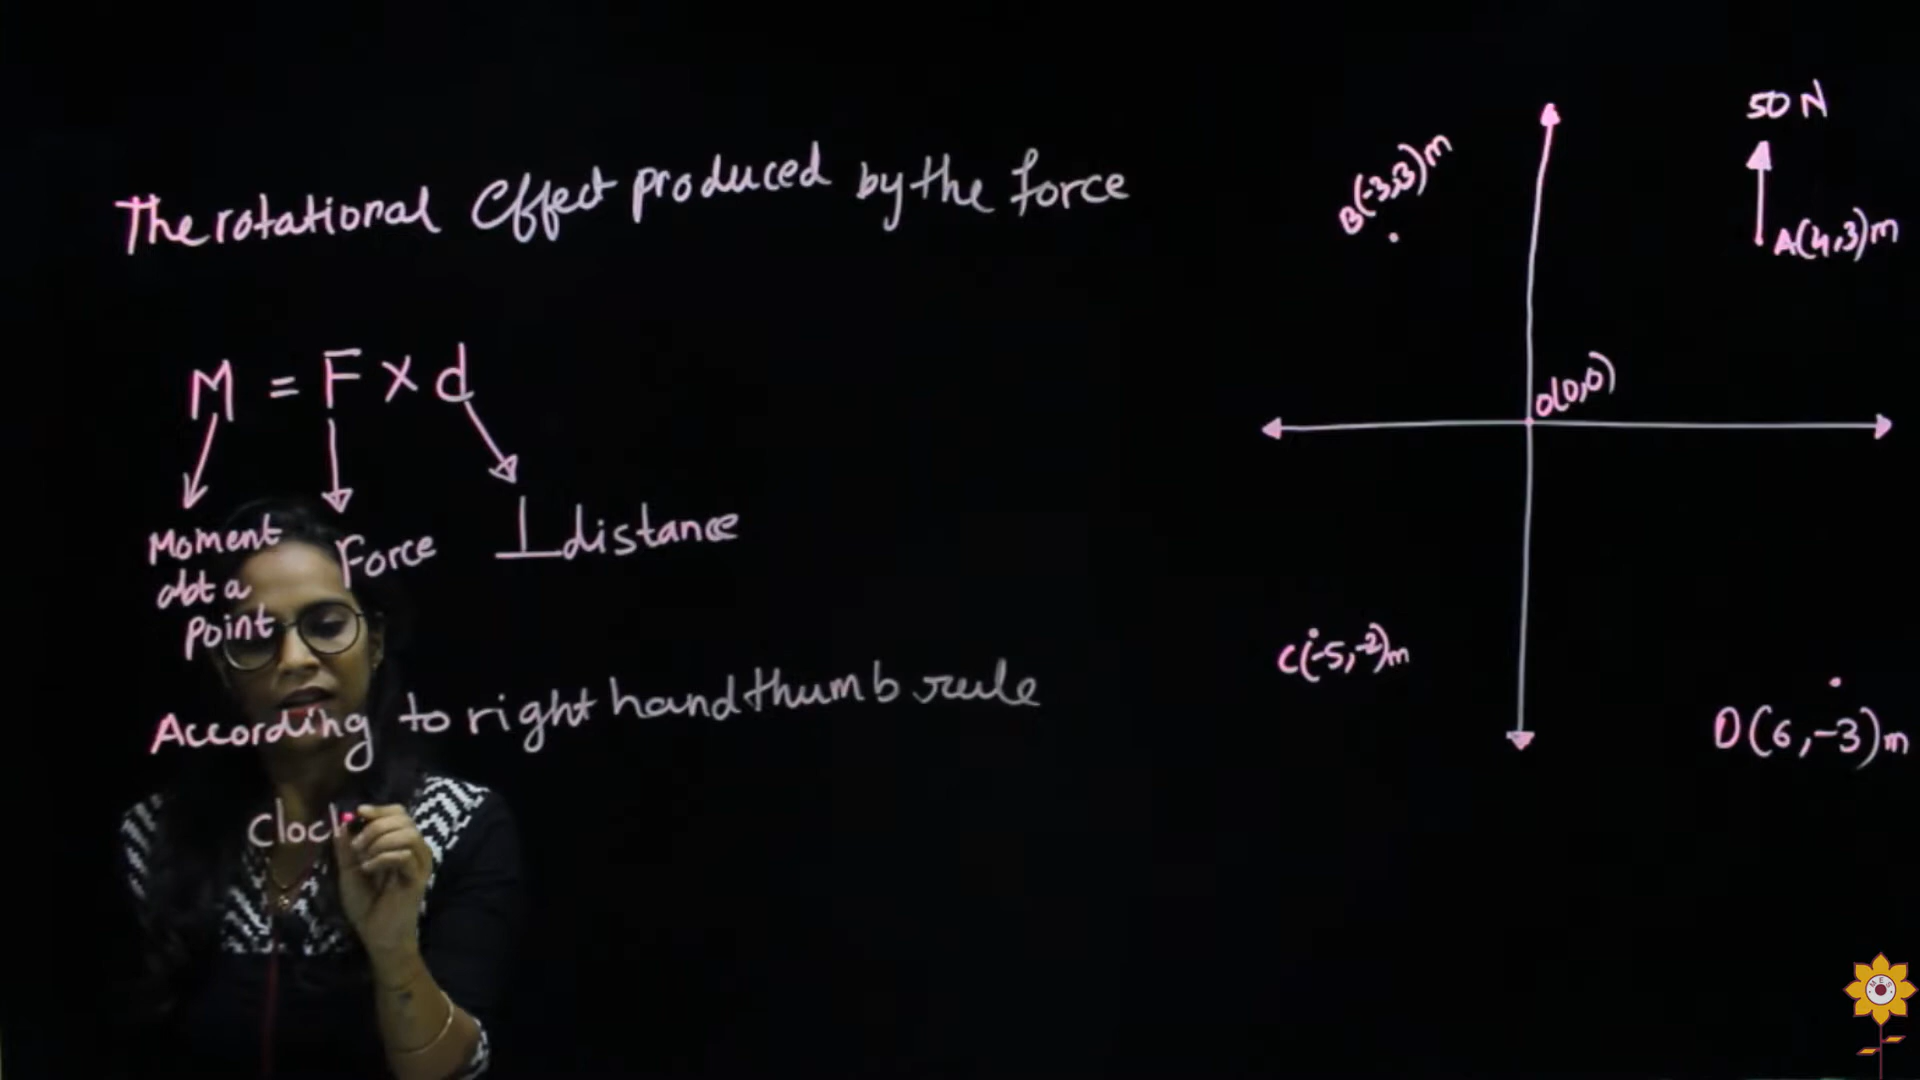 The rotational Effect produced by the force
M = F × d
Moment
abt a
point
Force
⊥ distance
According to right hand thumb rule
Clock
50 N
A(4,3)m
B(-3,3)m
O(0,0)
C(-5,-2)m
D(6,-3)m
MES